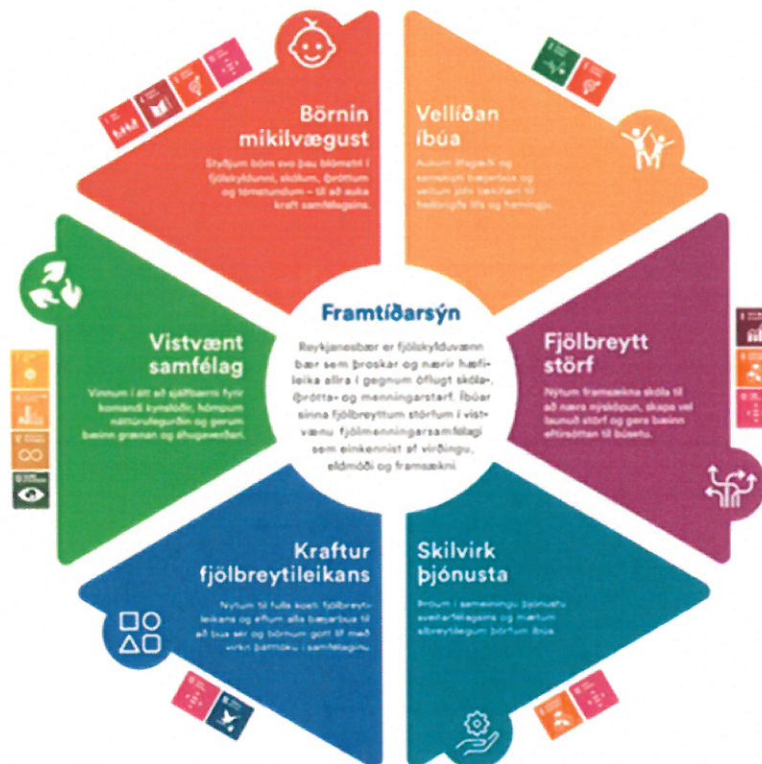 Börnin
mikilvægust
Styðjum börn svo þau blómstri í
fjölskyldunni, skólum, íþróttum
og tómstundum – til að auka
kraft samfélagsins.
Vellíðan
íbúa
Aukum lífsgæði og
samskipti bæjarbúa og
veitum jöfn tækifæri til
heilbrigðs lífs og hamingju.
Vistvænt
samfélag
Vinnum í átt að sjálfbærni fyrir
komandi kynslóðir, hömpum
náttúrufegurðin og gerum
bæinn grænan og áhugaverðari.
Framtíðarsýn
Reykjanesbær er fjölskylduvænn
bær sem þroskar og nærir hæfi-
leika allra í gegnum öflugt skóla-,
íþrótta- og menningarstarf. Íbúar
sinna fjölbreyttum störfum í vist-
vænu fjölmenningarsamfélagi
sem einkennist af virðingu,
eldmóði og framsækni
Fjölbreytt
störf
Nýtum framsækna skóla til
að næra nýsköpun, skapa vel
launuð störf og gera bæinn
eftirsóttan til búsetu.
Kraftur
fjölbreytileikans
Nýtum til fulls kosti fjölbreyti-
leikans og eflum alla bæjarbúa til
að búa sér og börnum gott líf með
virkri þátttöku í samfélaginu
Skilvirk
þjónusta
Þróum í sameiningu þjónustu
sveitarfélagsins og mætum
síbreytilegum þörfum íbúa